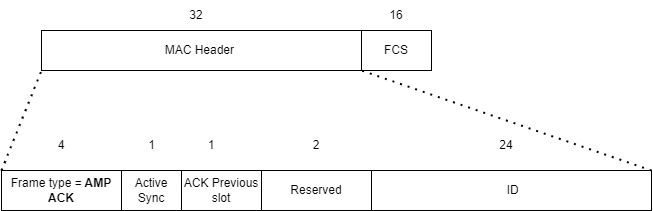 32 16
MAC Header FCS
4 1 1 2 24
Frame type = AMP ACK Active Sync ACK Previous slot Reserved ID